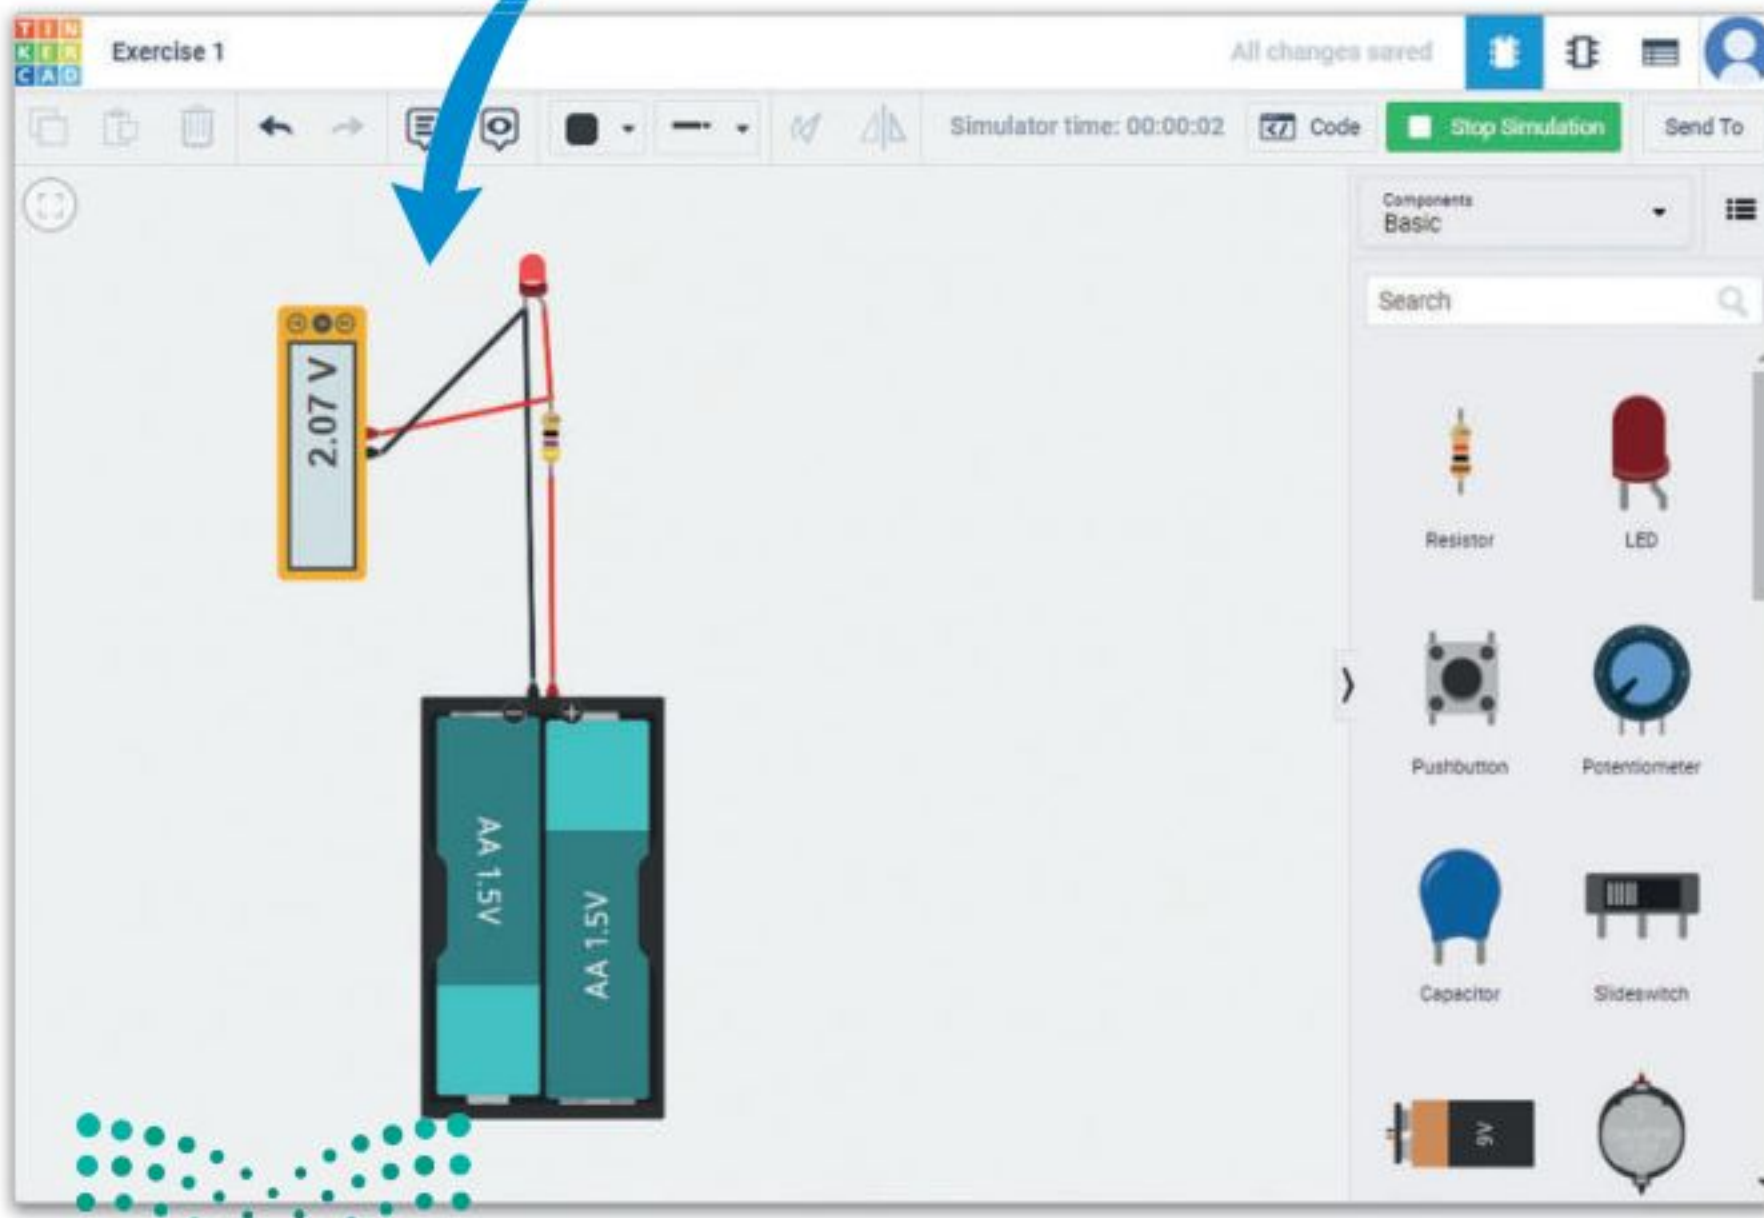 TIN
KER
CAD
Exercise 1
All changes saved
Simulator time: 00:00:02
Code
Stop Simulation
Send To
Components
Basic
Search
2.07 V
Resistor
LED
Pushbutton
Potentiometer
AA 1.5V
AA 1.5V
Capacitor
Slideswitch
9V